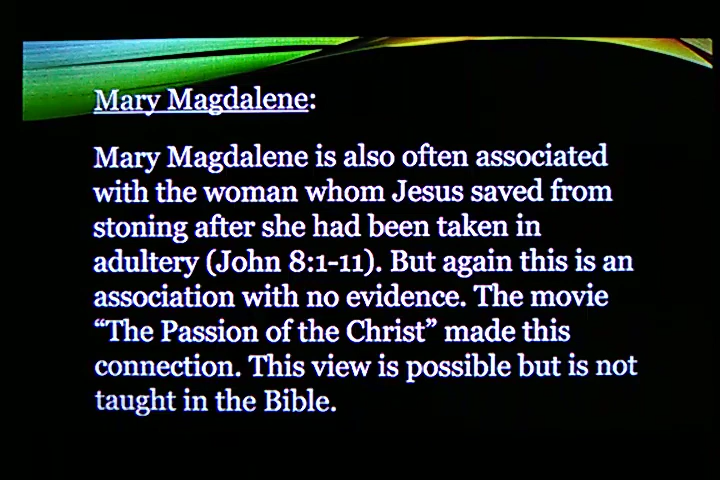 Mary Magdalene:
Mary Magdalene is also often associated
with the woman whom Jesus saved from
stoning after she had been taken in
adultery (John 8:1-11). But again this is an
association with no evidence. The movie
“The Passion of the Christ” made this
connection. This view is possible but is not
taught in the Bible.